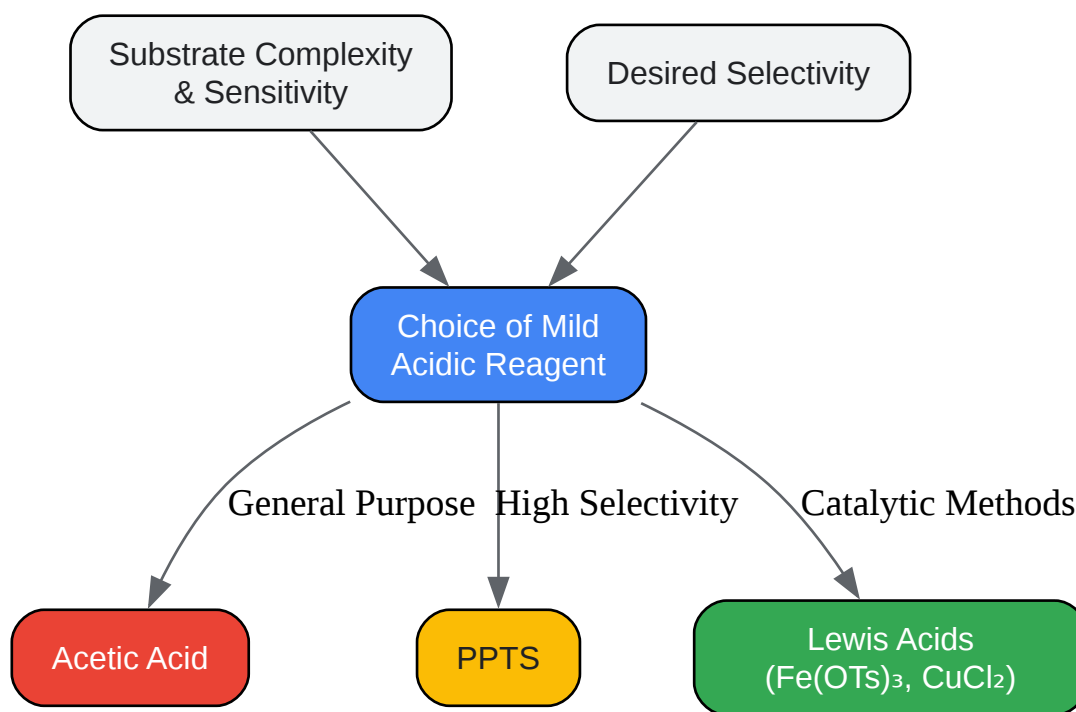 Substrate Complexity
& Sensitivity
Desired Selectivity
Choice of Mild
Acidic Reagent
General Purpose
High Selectivity
Catalytic Methods
Acetic Acid
PPTS
Lewis Acids
(Fe(OTs)₃, CuCl₂)